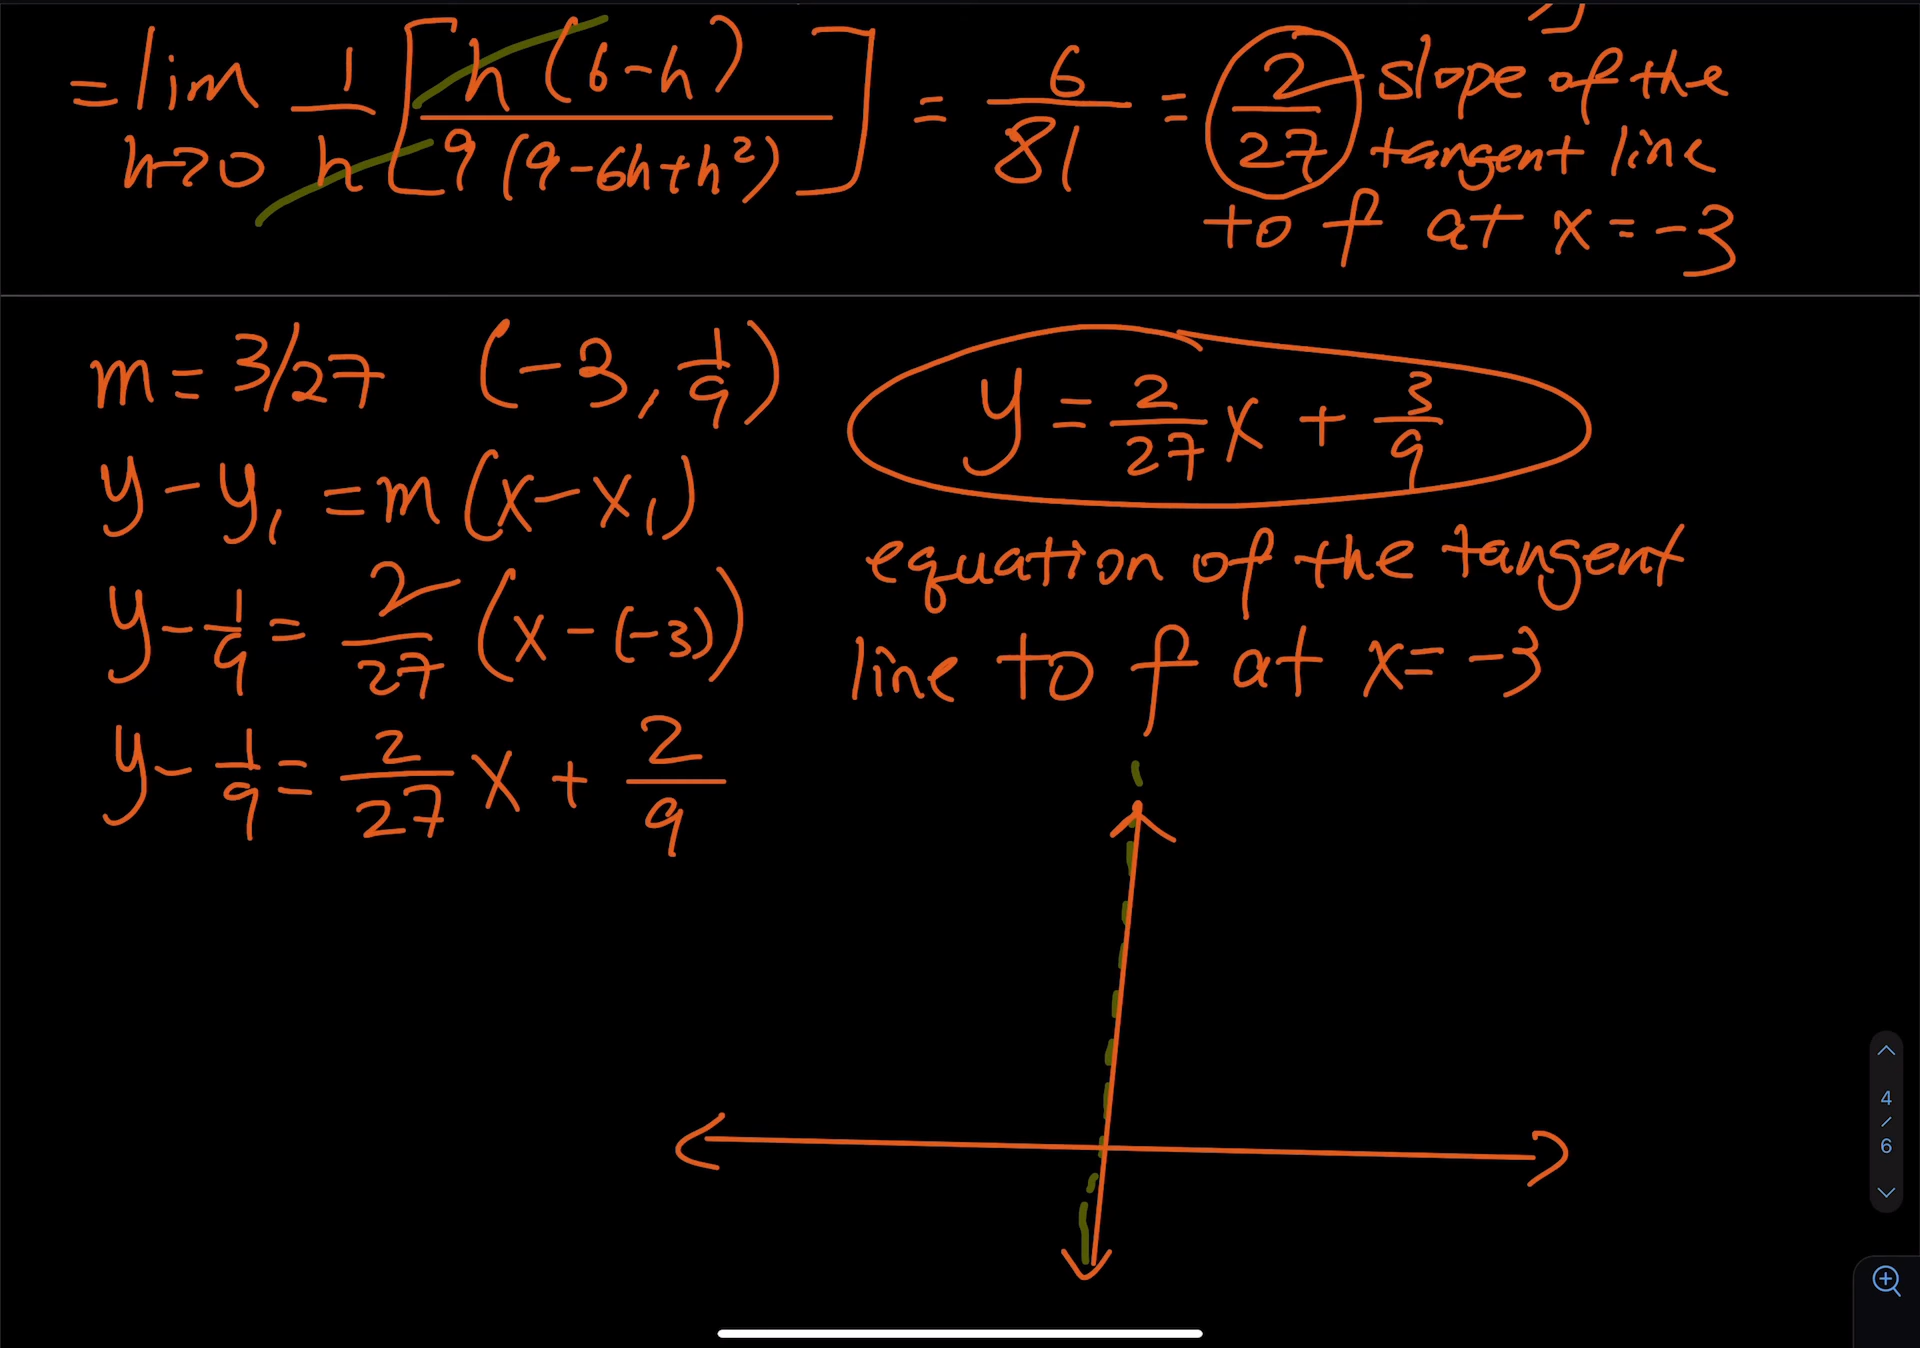 = lim h→0 1/h [h(6-h) / 9(9-6h+h²)] = 6/81 = 2/27 slope of the
tangent line
to f at x = -3
m = 3/27 (-3, 1/9)
y - y₁ = m(x - x₁)
y - 1/9 = 2/27 (x - (-3))
y - 1/9 = 2/27 x + 2/9
y = 2/27 x + 3/9
equation of the tangent
line to f at x = -3
4
/
6